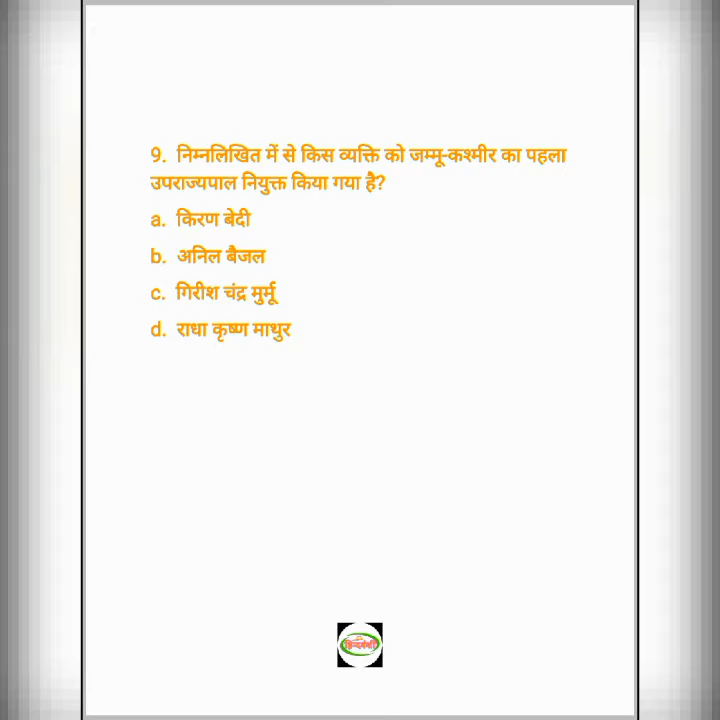 9. निम्नलिखित में से किस व्यक्ति को जम्मू-कश्मीर का पहला
उपराज्यपाल नियुक्त किया गया है?
a. किरण बेदी
b. अनिल बैजल
c. गिरीश चंद्र मुर्मू
d. राधा कृष्ण माथुर